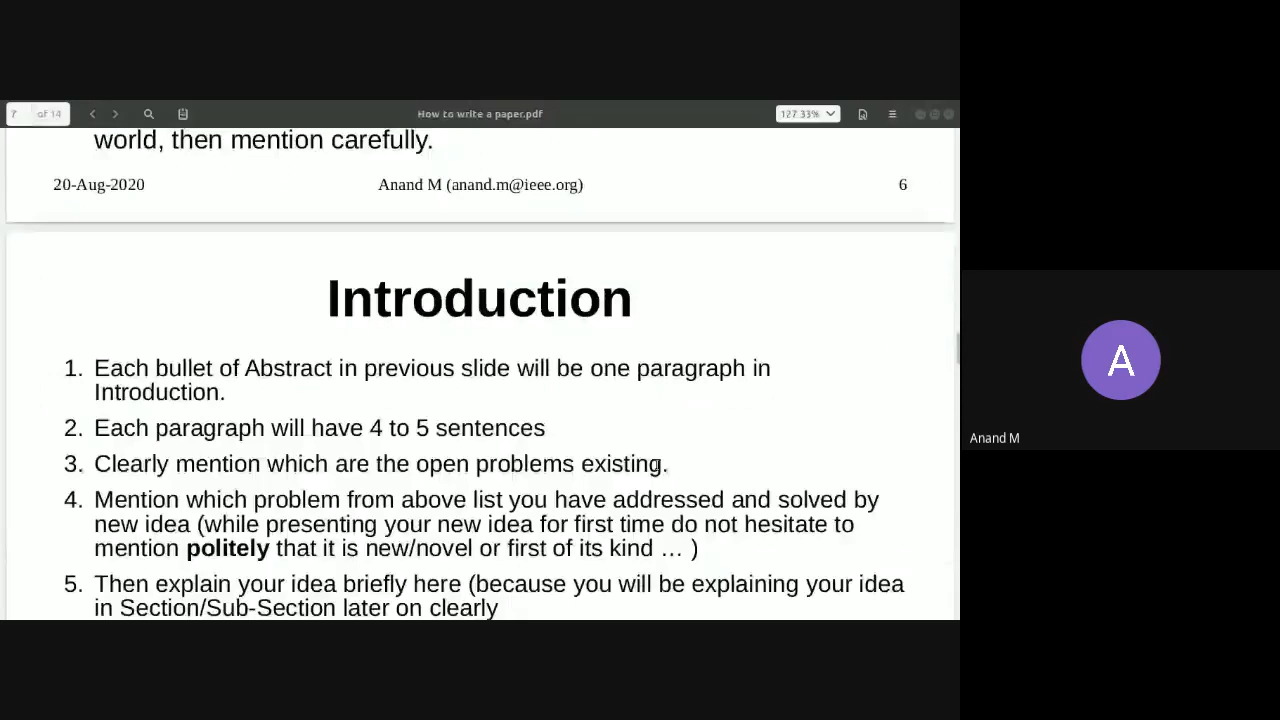 7 of 14
How to write a paper.pdf
127.33%
world, then mention carefully.
20-Aug-2020 Anand M (anand.m@ieee.org) 6
Introduction
1. Each bullet of Abstract in previous slide will be one paragraph in
Introduction.
2. Each paragraph will have 4 to 5 sentences
3. Clearly mention which are the open problems existing.
4. Mention which problem from above list you have addressed and solved by
new idea (while presenting your new idea for first time do not hesitate to
mention politely that it is new/novel or first of its kind … )
5. Then explain your idea briefly here (because you will be explaining your idea
in Section/Sub-Section later on clearly
A
Anand M